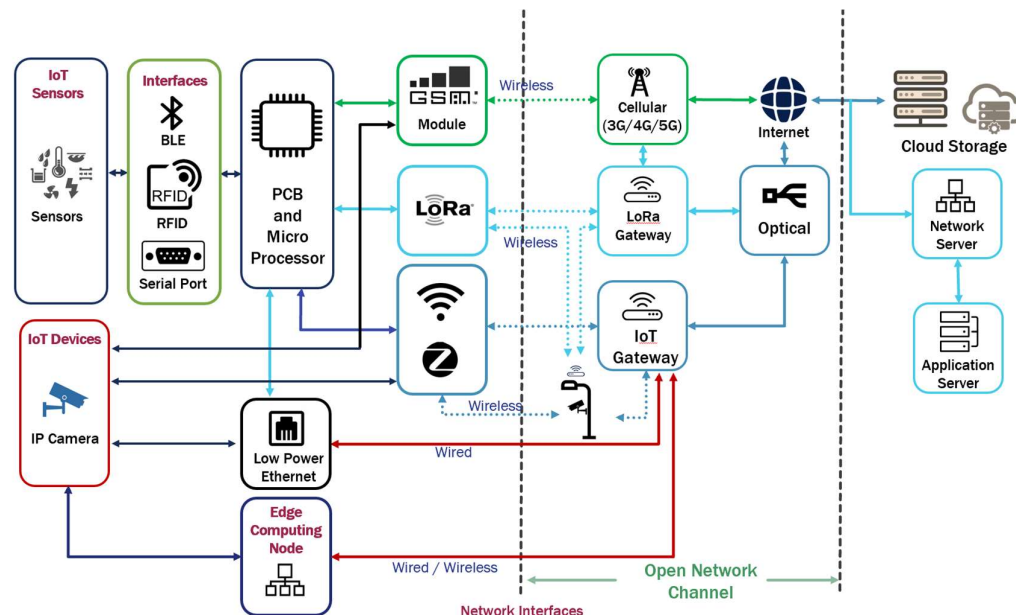 IoT
Sensors
Sensors
Interfaces
BLE
RFID
RFID
Serial Port
PCB
and
Micro
Processor
GSM
Module
Wireless
Cellular
(3G/4G/5G)
Internet
Cloud Storage
LoRa
Wireless
LoRa
Gateway
Optical
Network
Server
IoT Devices
IP Camera
Z
Wireless
IoT
Gateway
Application
Server
Low Power
Ethernet
Wired
Edge
Computing
Node
Wired / Wireless
Open Network
Channel
Network Interfaces